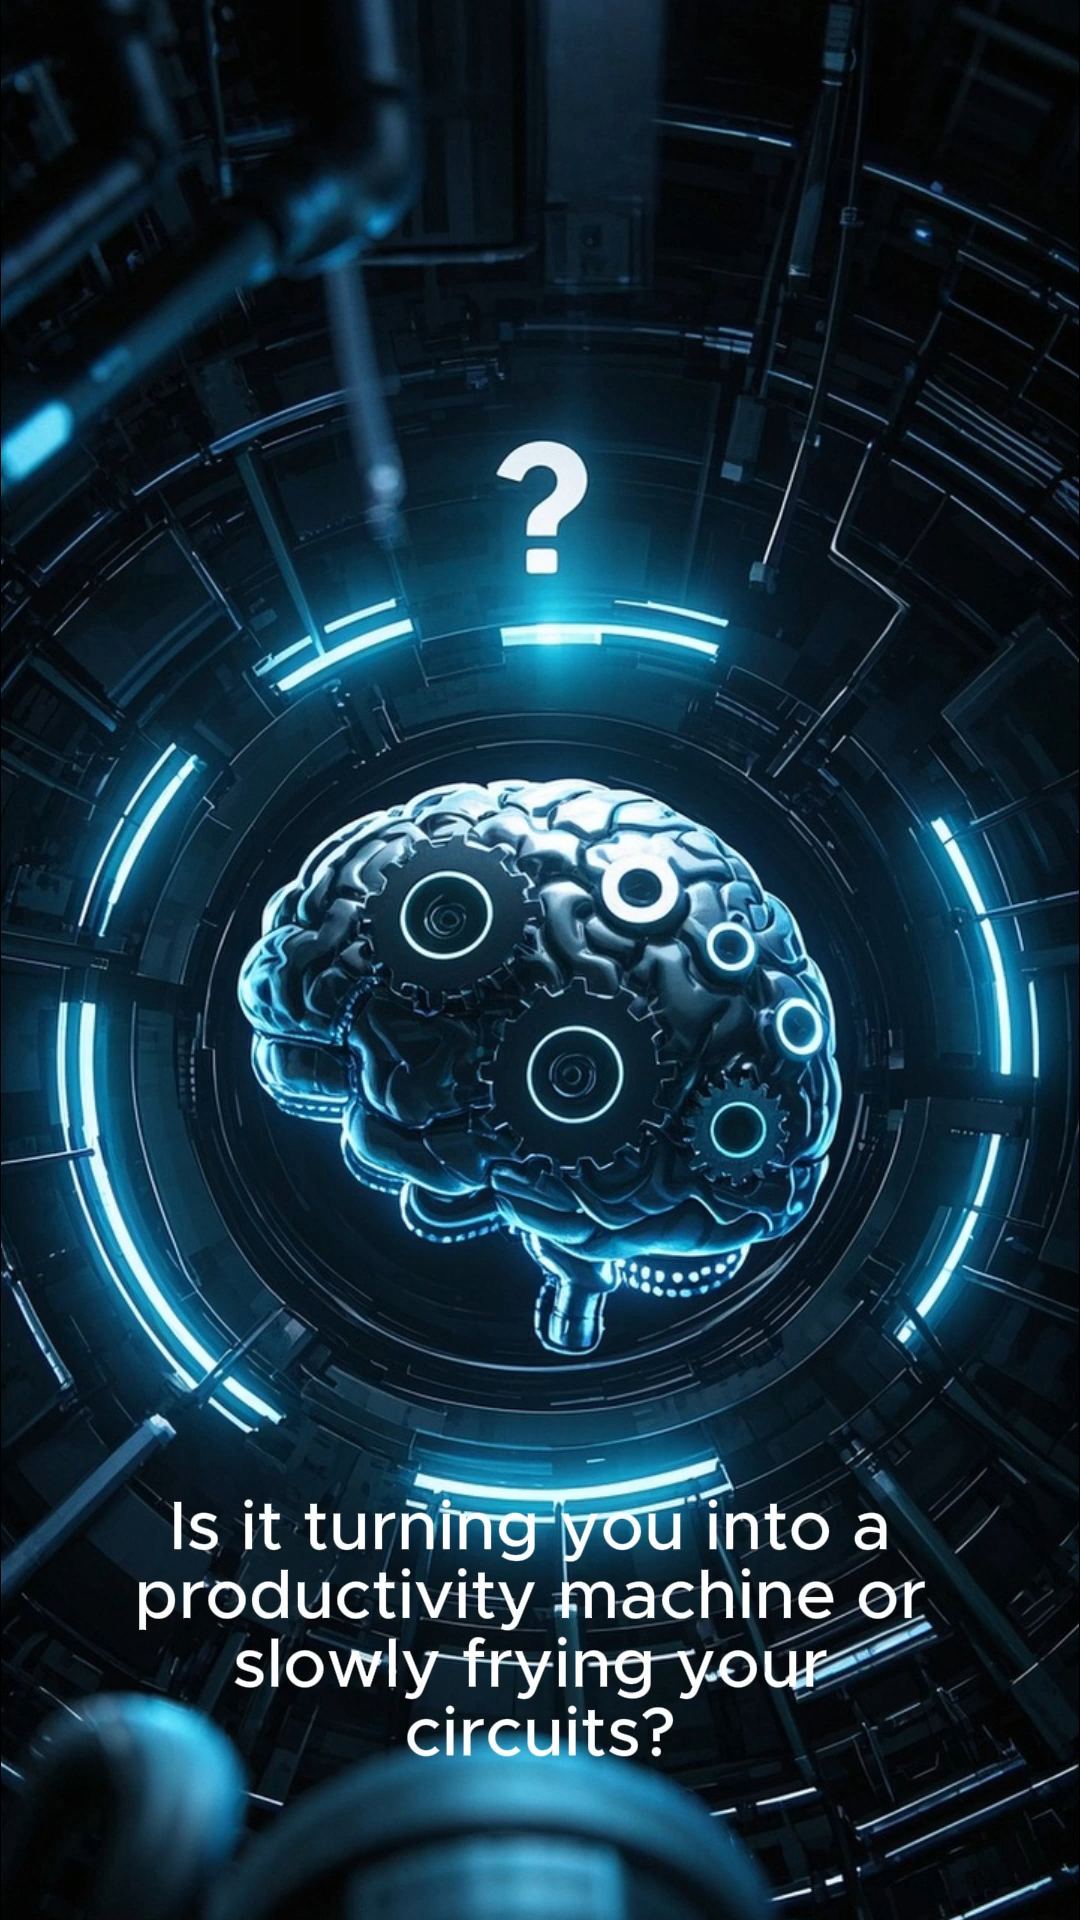 ?
Is it turning you into a
productivity machine or
slowly frying your
circuits?